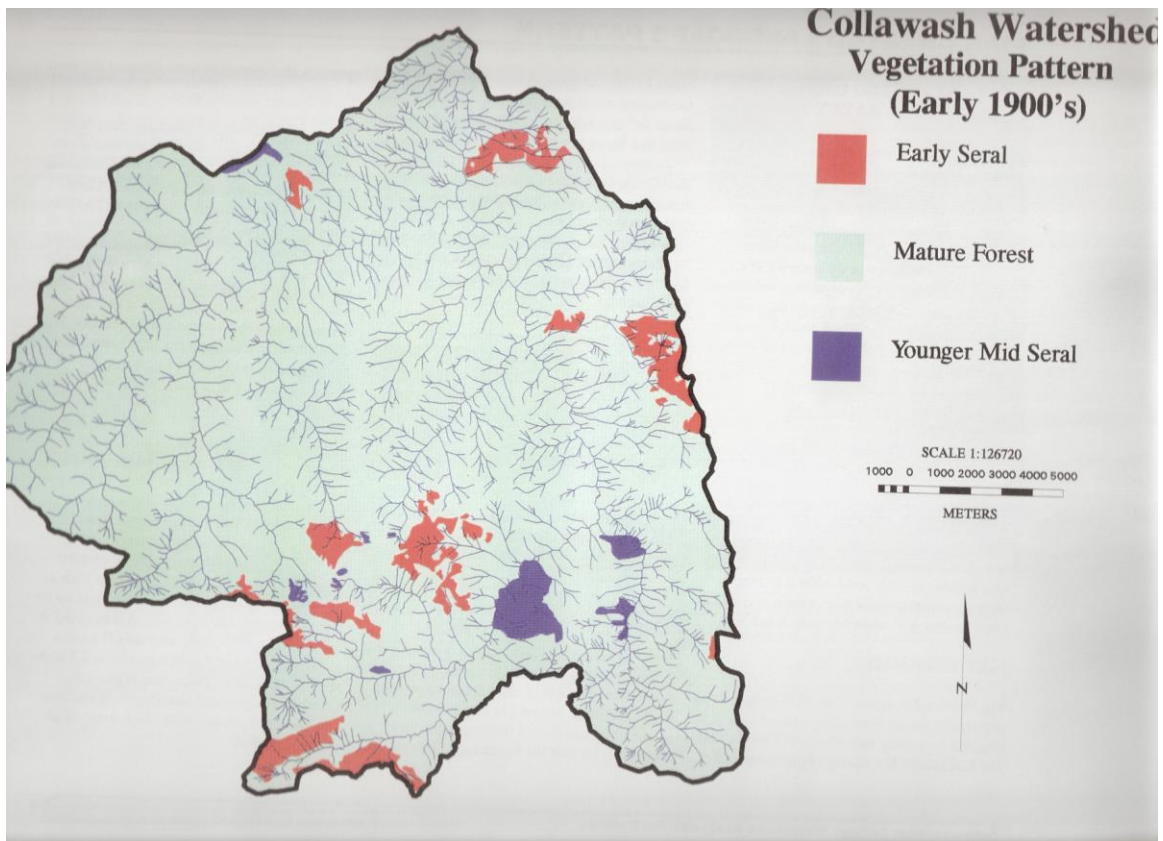 Collawash Watershed
Vegetation Pattern
(Early 1900's)
Early Seral
Mature Forest
Younger Mid Seral
SCALE 1:126720
1000 0 1000 2000 3000 4000 5000
METERS
N